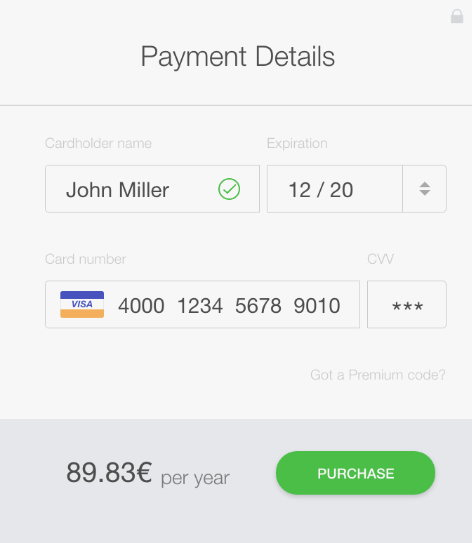 Payment Details
Cardholder name Expiration
John Miller 12 / 20
Card number CVV
VISA 4000 1234 5678 9010 ***
Got a Premium code?
89.83€ per year PURCHASE